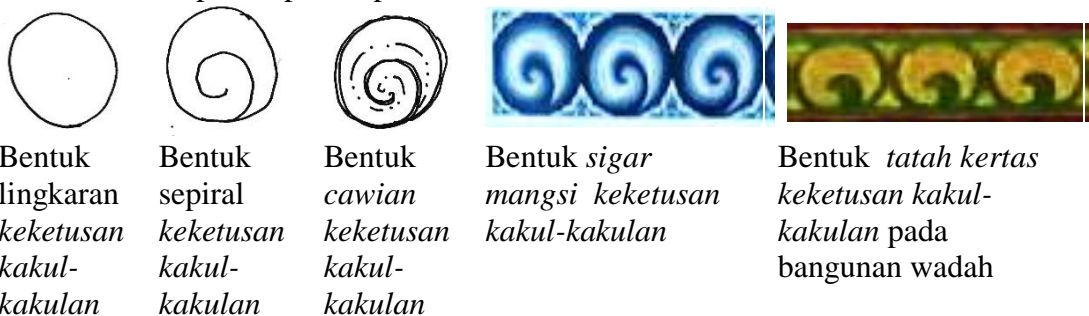 Bentuk
lingkaran
keketusan
kakul-
kakulan
Bentuk
sepiral
keketusan
kakul-
kakulan
Bentuk
cawian
keketusan
kakul-
kakulan
Bentuk sigar
mangsi keketusan
kakul-kakulan
Bentuk tatah kertas
keketusan kakul-
kakulan pada
bangunan wadah